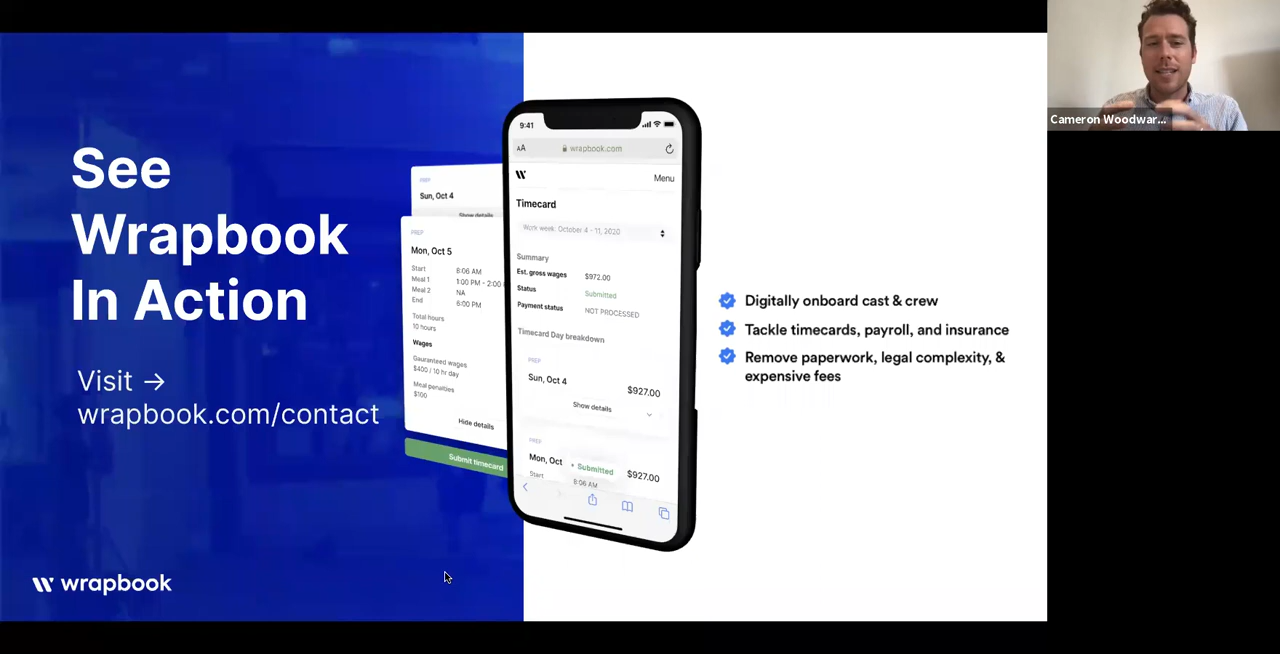 See
Wrapbook
In Action
Visit →
wrapbook.com/contact
wrapbook
PREP
Sun, Oct 4
Show details
PREP
Mon, Oct 5
Start 8:06 AM
Meal 1 1:00 PM - 2:00
Meal 2 NA
End 6:00 PM
Total hours
10 hours
Wages
Gauranteed wages
$400 / 10 hr day
Meal penalties
$100
Hide details
Submit timecard
9:41
AA wrapbook.com
Menu
Timecard
Work week: October 4 - 11, 2020
Summary
Est. gross wages $972.00
Status Submitted
Payment status NOT PROCESSED
Timecard Day breakdown
PREP
Sun, Oct 4 $927.00
Show details
PREP
Mon, Oct • Submitted $927.00
Start 8:06 AM
Digitally onboard cast & crew
Tackle timecards, payroll, and insurance
Remove paperwork, legal complexity, &
expensive fees
Cameron Woodwar...